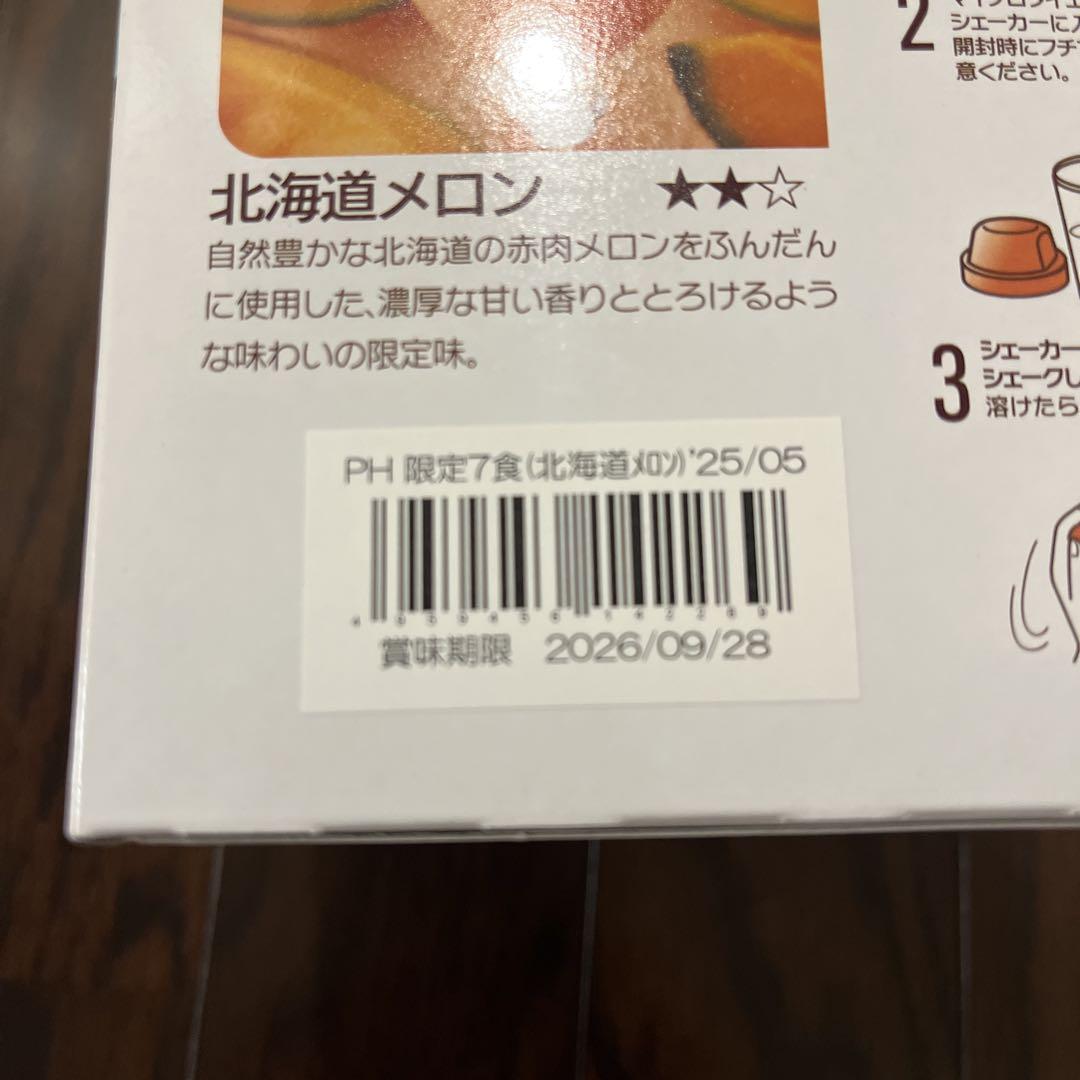 北海道メロン ★★☆
自然豊かな北海道の赤肉メロンをふんだん
に使用した、濃厚な甘い香りととろけるよう
な味わいの限定味。
PH 限定7食(北海道ﾒﾛﾝ)'25/05
賞味期限 2026/09/28
2
シェーカーに
開封時にフチ
意ください。
3
シェーカー
シェークし
溶けたら